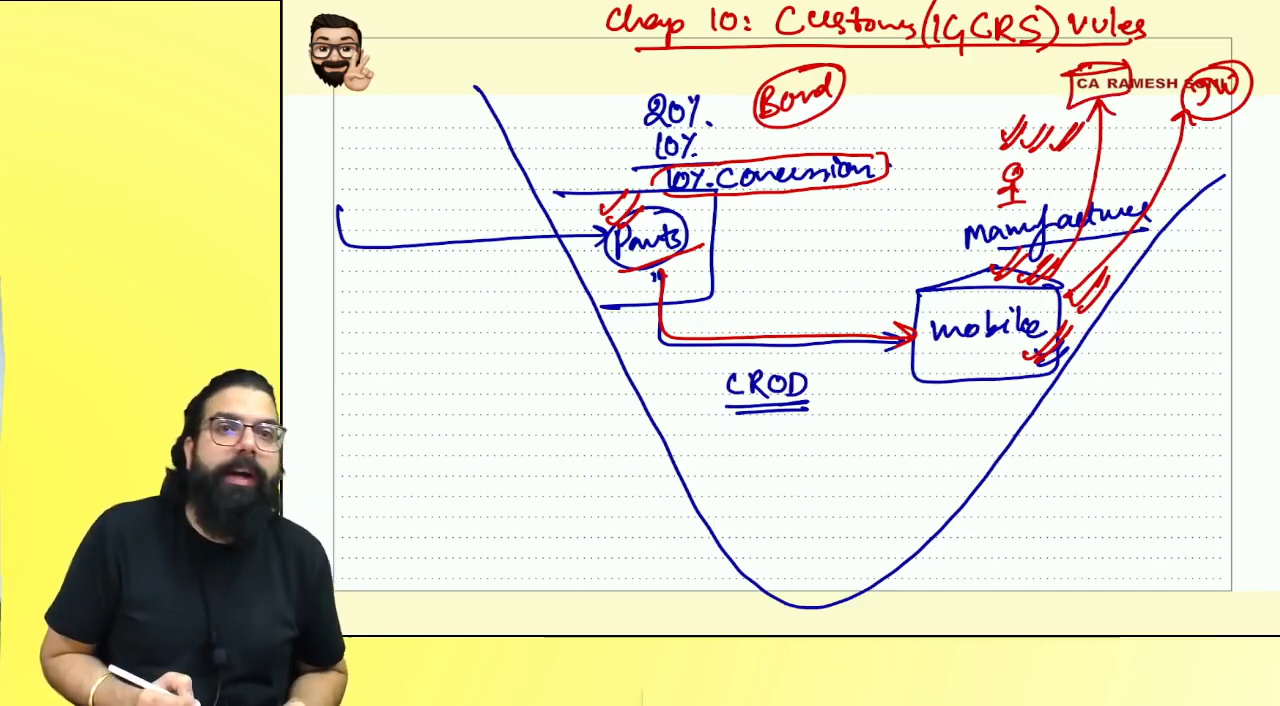 Chap 10: Customs (IGCRS) rules
CA RAMESH SONI
Bond
20%.
10%.
10%. Concession
Parts
manufacturer
mobile
CROD